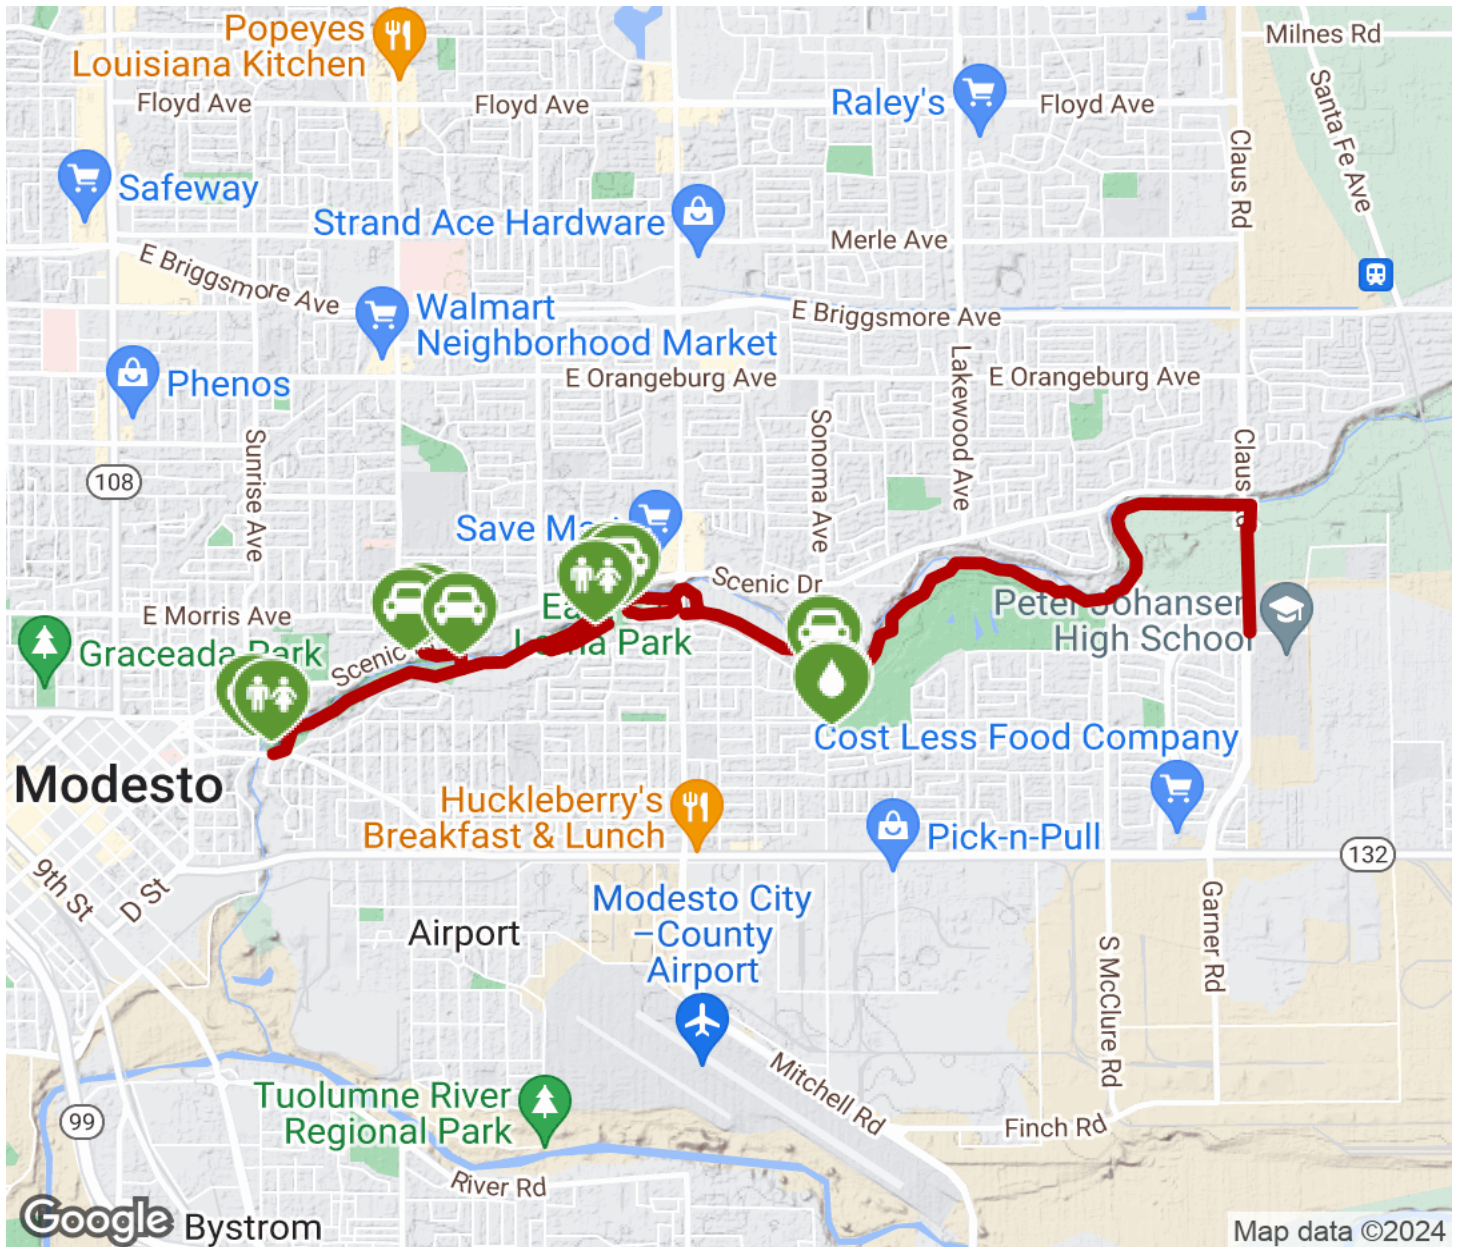 Popeyes
Louisiana Kitchen
Milnes Rd
Floyd Ave
Floyd Ave
Raley's
Floyd Ave
Santa Fe Ave
Claus Rd
Safeway
Strand Ace Hardware
Merle Ave
E Briggsmore Ave
Walmart
Neighborhood Market
E Briggsmore Ave
Phenos
E Orangeburg Ave
E Orangeburg Ave
Lakewood Ave
Sonoma Ave
Sunrise Ave
Claus
108
Save
Scenic Dr
E Morris Ave
Peter Johansen
High School
Park
Graceada Park
Scenic
Cost Less Food Company
Modesto
Huckleberry's
Breakfast & Lunch
Pick-n-Pull
132
9th St
D St
Modesto City
–County
Airport
Airport
S McClure Rd
Garner Rd
Mitchell Rd
Tuolumne River
Regional Park
99
Finch Rd
River Rd
Google
Bystrom
Map data ©2024